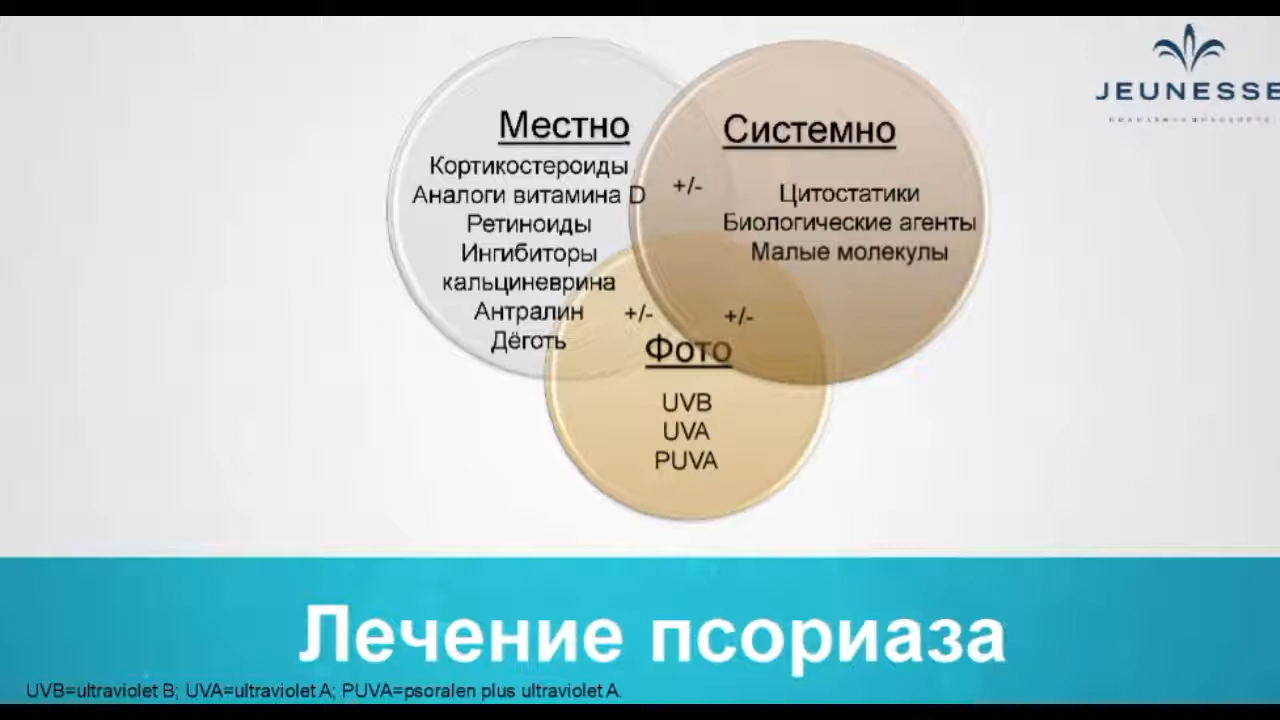 JEUNESSE
Местно
Кортикостероиды
Аналоги витамина D
Ретиноиды
Ингибиторы
кальциневрина
Антралин
Дёготь
+/-
Системно
Цитостатики
Биологические агенты
Малые молекулы
+/-
+/-
Фото
UVB
UVA
PUVA
Лечение псориаза
UVB=ultraviolet B; UVA=ultraviolet A; PUVA=psoralen plus ultraviolet A.